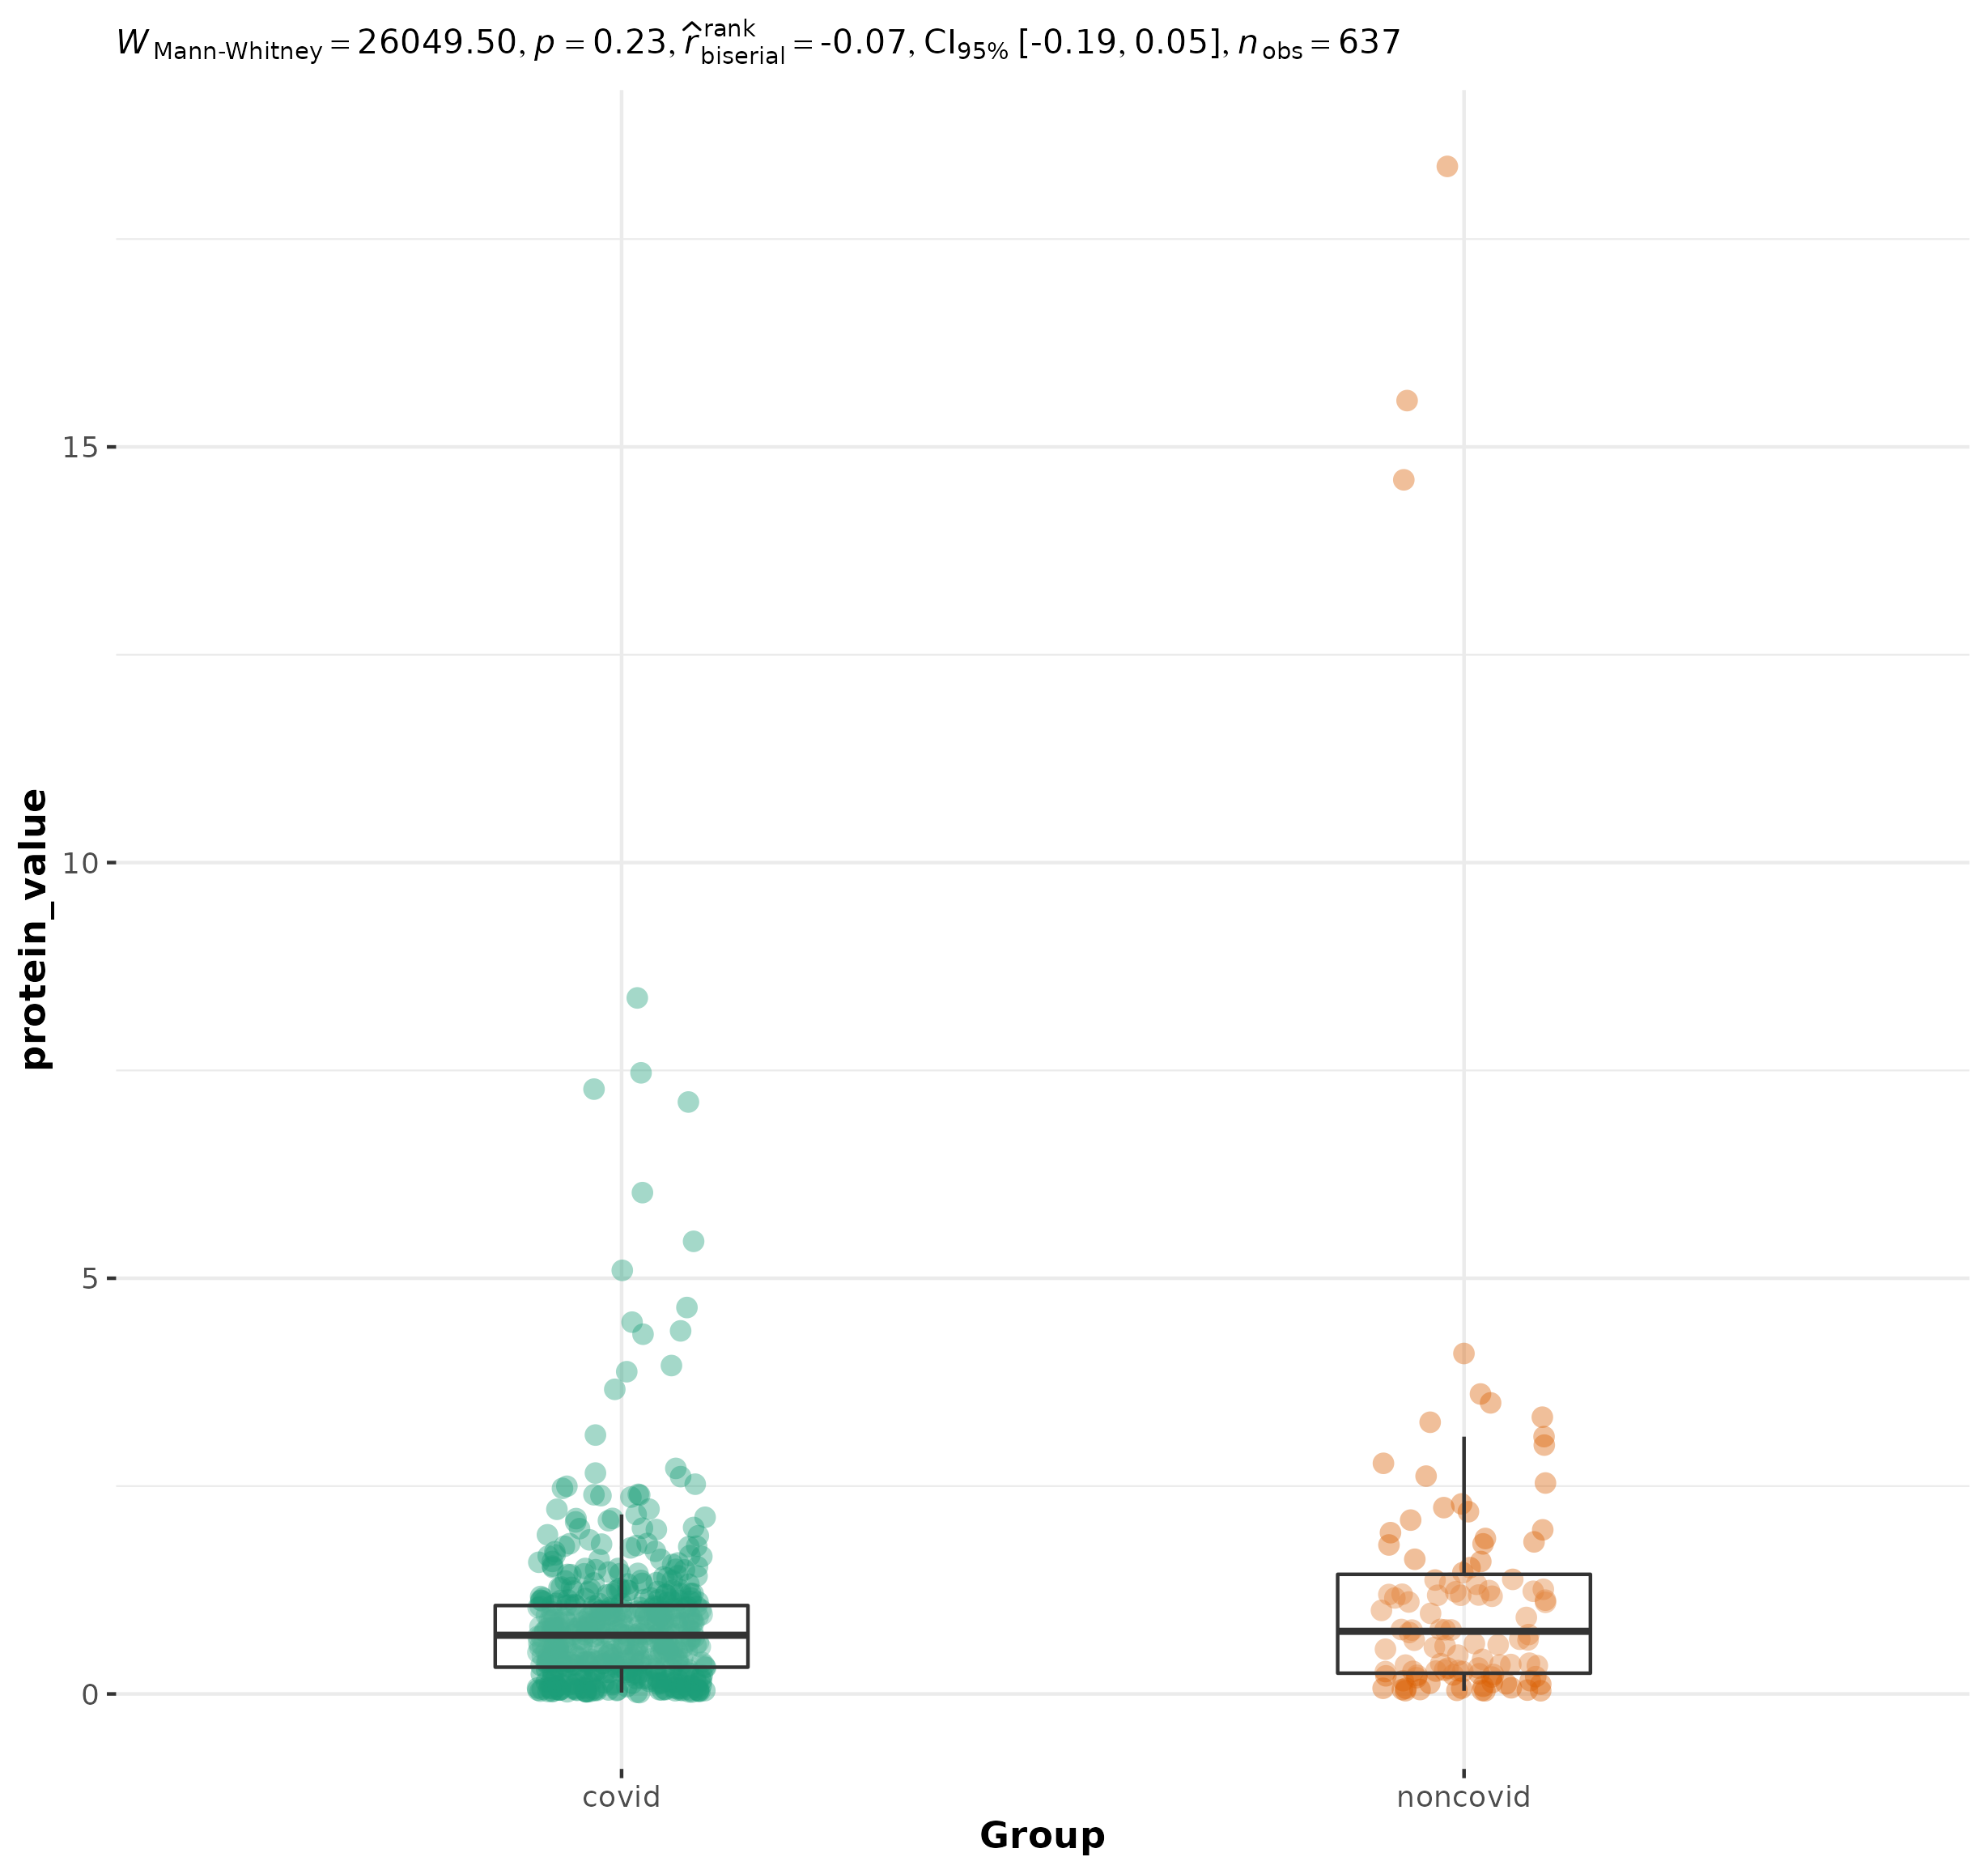 W Mann-Whitney = 26049.50, p = 0.23, r̂ rank biserial = -0.07, CI95% [-0.19, 0.05], n obs = 637
15
10
5
0
protein_value
covid noncovid
Group